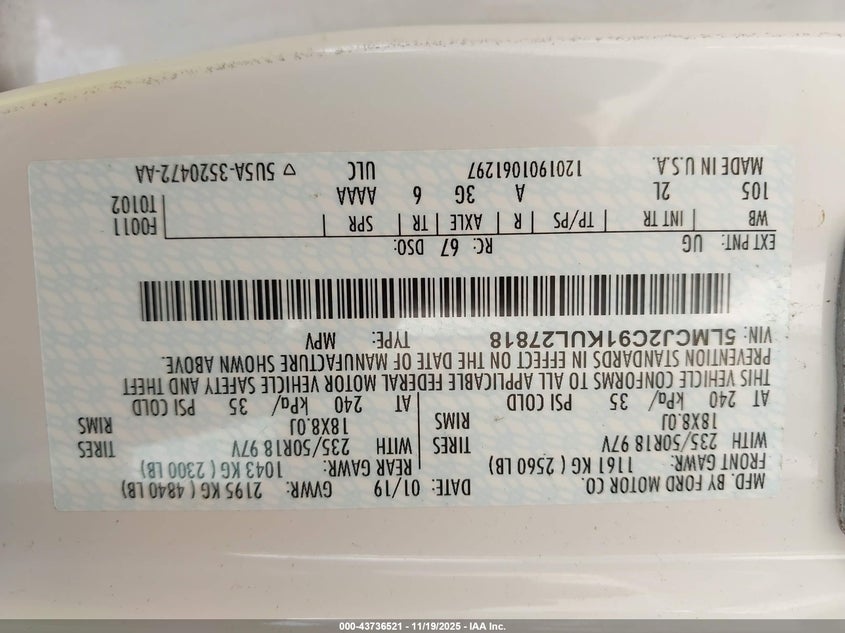 MFD. BY FORD MOTOR CO. DATE: 01/19 GVWR: 2195 KG ( 4840 LB)
FRONT GAWR: 1161 KG ( 2560 LB) REAR GAWR: 1043 KG ( 2300 LB)
WITH 235/50R18 97V TIRES WITH 235/50R18 97V TIRES
18X8.0J RIMS 18X8.0J RIMS
AT 240 kPa/ 35 PSI COLD AT 240 kPa/ 35 PSI COLD
THIS VEHICLE CONFORMS TO ALL APPLICABLE FEDERAL MOTOR VEHICLE SAFETY AND THEFT
PREVENTION STANDARDS IN EFFECT ON THE DATE OF MANUFACTURE SHOWN ABOVE.
VIN: 5LMCJ2C91KUL27818 TYPE: MPV
EXT PNT: UG RC: 67 DSO:
WB | INT TR | TP/PS | R | AXLE | TR | SPR F0011
105 2L A 3G 6 AAAA T0102
MADE IN U.S.A. 1201901061297 ULC ▽ 5U5A-3520472-AA
000-43736521 - 11/19/2025 - IAA Inc.